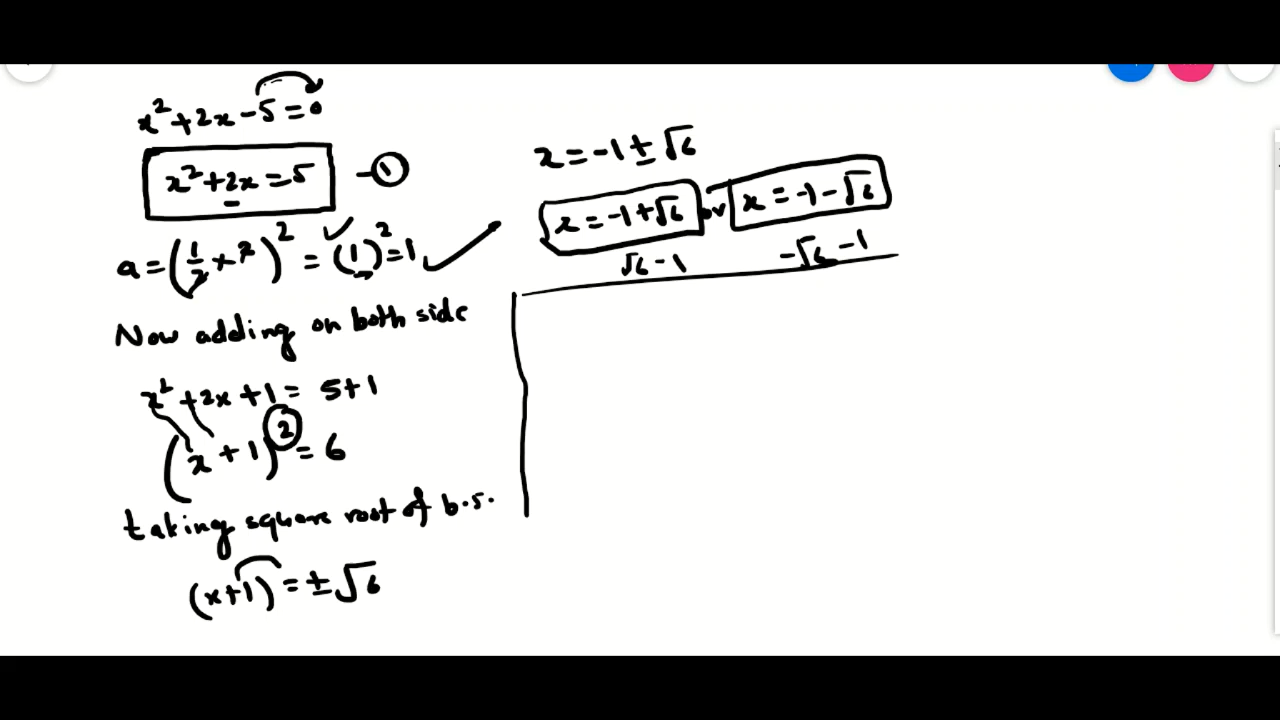 x² + 2x - 5 = 0
x² + 2x = 5 - ①
a = (1/2 × 2)² = (1)² = 1
Now adding on both side
x² + 2x + 1 = 5 + 1
(x + 1)² = 6
taking square root of b.s.
(x+1) = ± √6
x = -1 ± √6
x = -1 + √6 or x = -1 - √6
√6 - 1 -√6 - 1